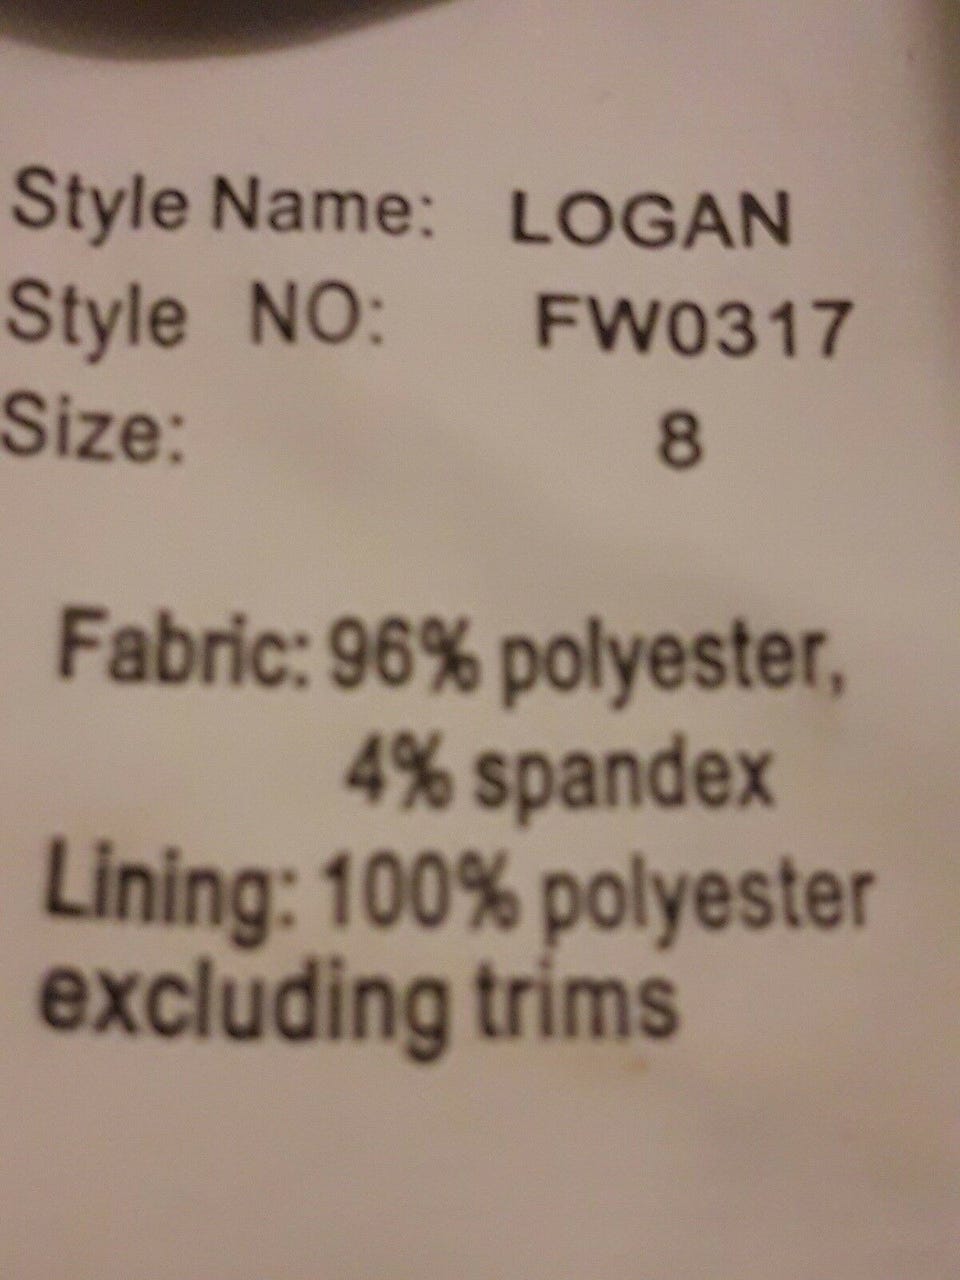 Style Name: LOGAN
Style NO: FW0317
Size: 8
Fabric: 96% polyester,
4% spandex
Lining: 100% polyester
excluding trims